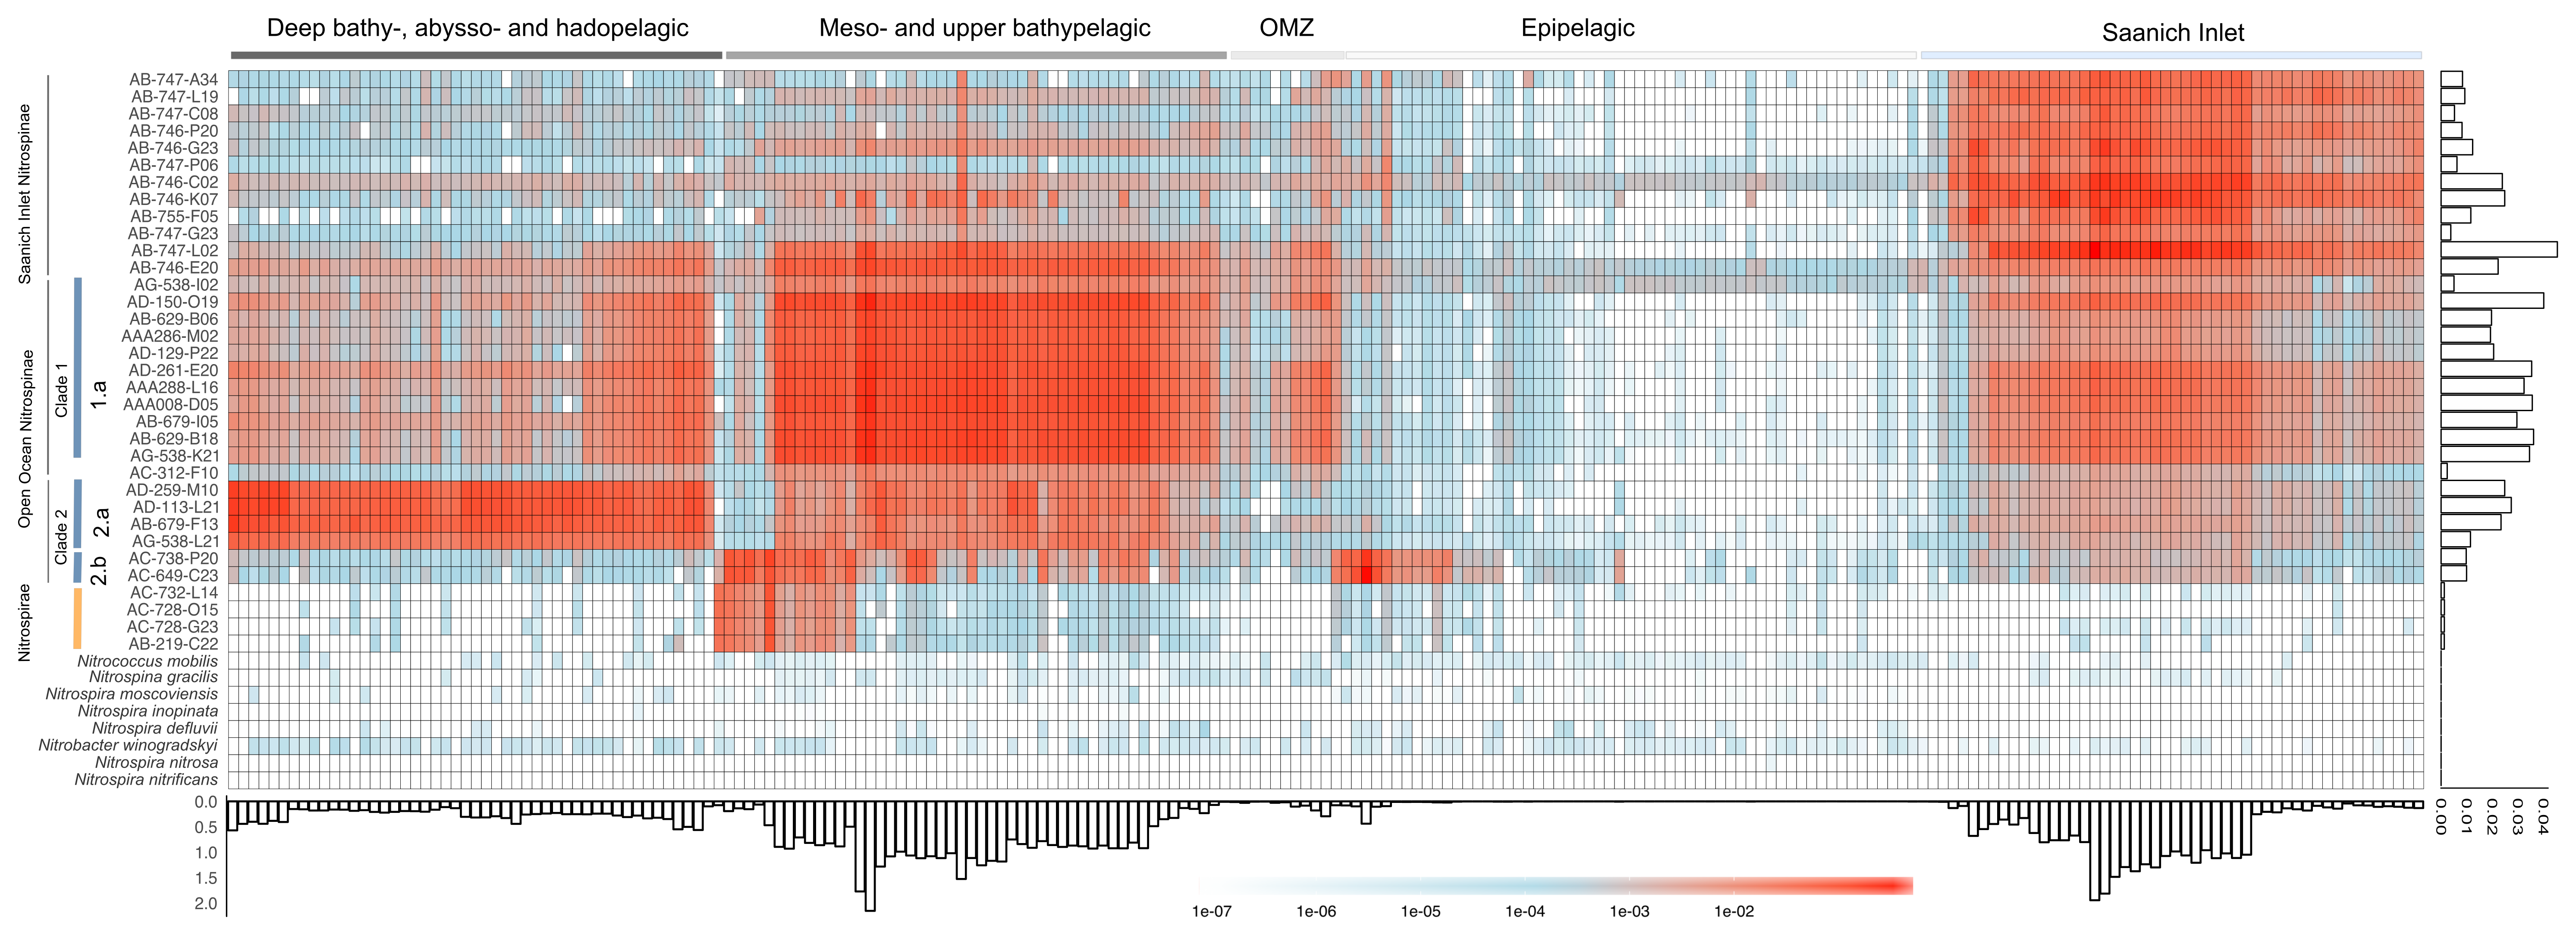 Deep bathy-, abysso- and hadopelagic
Meso- and upper bathypelagic
OMZ
Epipelagic
Saanich Inlet
Saanich Inlet Nitrospinae
Open Ocean Nitrospinae
Nitrospirae
Clade 1
Clade 2
1.a
2.a
2.b
AB-747-A34
AB-747-L19
AB-747-C08
AB-746-P20
AB-746-G23
AB-747-P06
AB-746-C02
AB-746-K07
AB-755-F05
AB-747-G23
AB-747-L02
AB-746-E20
AG-538-I02
AD-150-O19
AB-629-B06
AAA286-M02
AD-129-P22
AD-261-E20
AAA288-L16
AAA008-D05
AB-679-I05
AB-629-B18
AG-538-K21
AC-312-F10
AD-259-M10
AD-113-L21
AB-679-F13
AG-538-L21
AC-738-P20
AC-649-C23
AC-732-L14
AC-728-O15
AC-728-G23
AB-219-C22
Nitrococcus mobilis
Nitrospina gracilis
Nitrospira moscoviensis
Nitrospira inopinata
Nitrospira defluvii
Nitrobacter winogradskyi
Nitrospira nitrosa
Nitrospira nitrificans
0.0
0.5
1.0
1.5
2.0
1e-07 1e-06 1e-05 1e-04 1e-03 1e-02
0.00
0.01
0.02
0.03
0.04